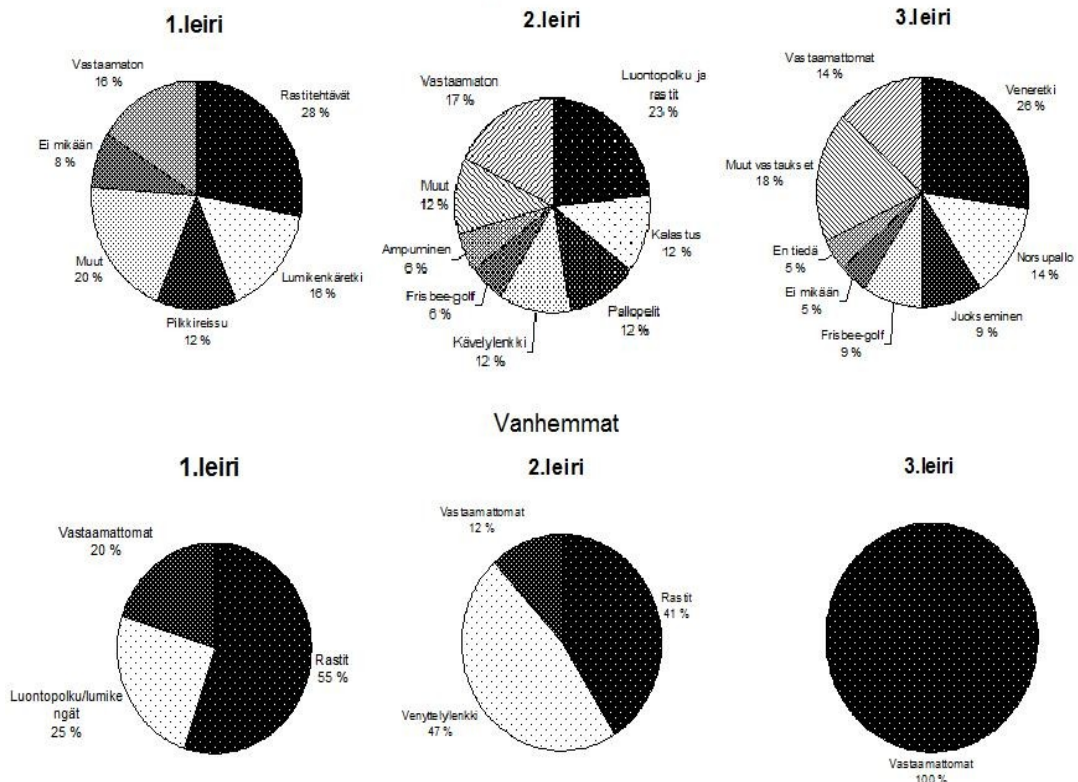 1.leiri
Vastaamaton
16 %
Rastitehtävät
28 %
Ei mikään
8 %
Muut
20 %
Lumikenkäretki
16 %
Pilkkireissu
12 %
2.leiri
Vastaamaton
17 %
Luontopolku ja
rastit
23 %
Muut
12 %
Ampuminen
6 %
Frisbee-golf
6 %
Kävelylenkki
12 %
Pallopelit
12 %
Kalastus
12 %
3.leiri
Vastaamattomat
14 %
Veneretki
26 %
Muut vastaukset
18 %
En tiedä
5 %
Ei mikään
5 %
Frisbee-golf
9 %
Juokseminen
9 %
Norsupallo
14 %
Vanhemmat
1.leiri
Vastaamattomat
20 %
Rastit
55 %
Luontopolku/lumike
ngät
25 %
2.leiri
Vastaamattomat
12 %
Rastit
41 %
Venyttelylenkki
47 %
3.leiri
Vastaamattomat
100 %